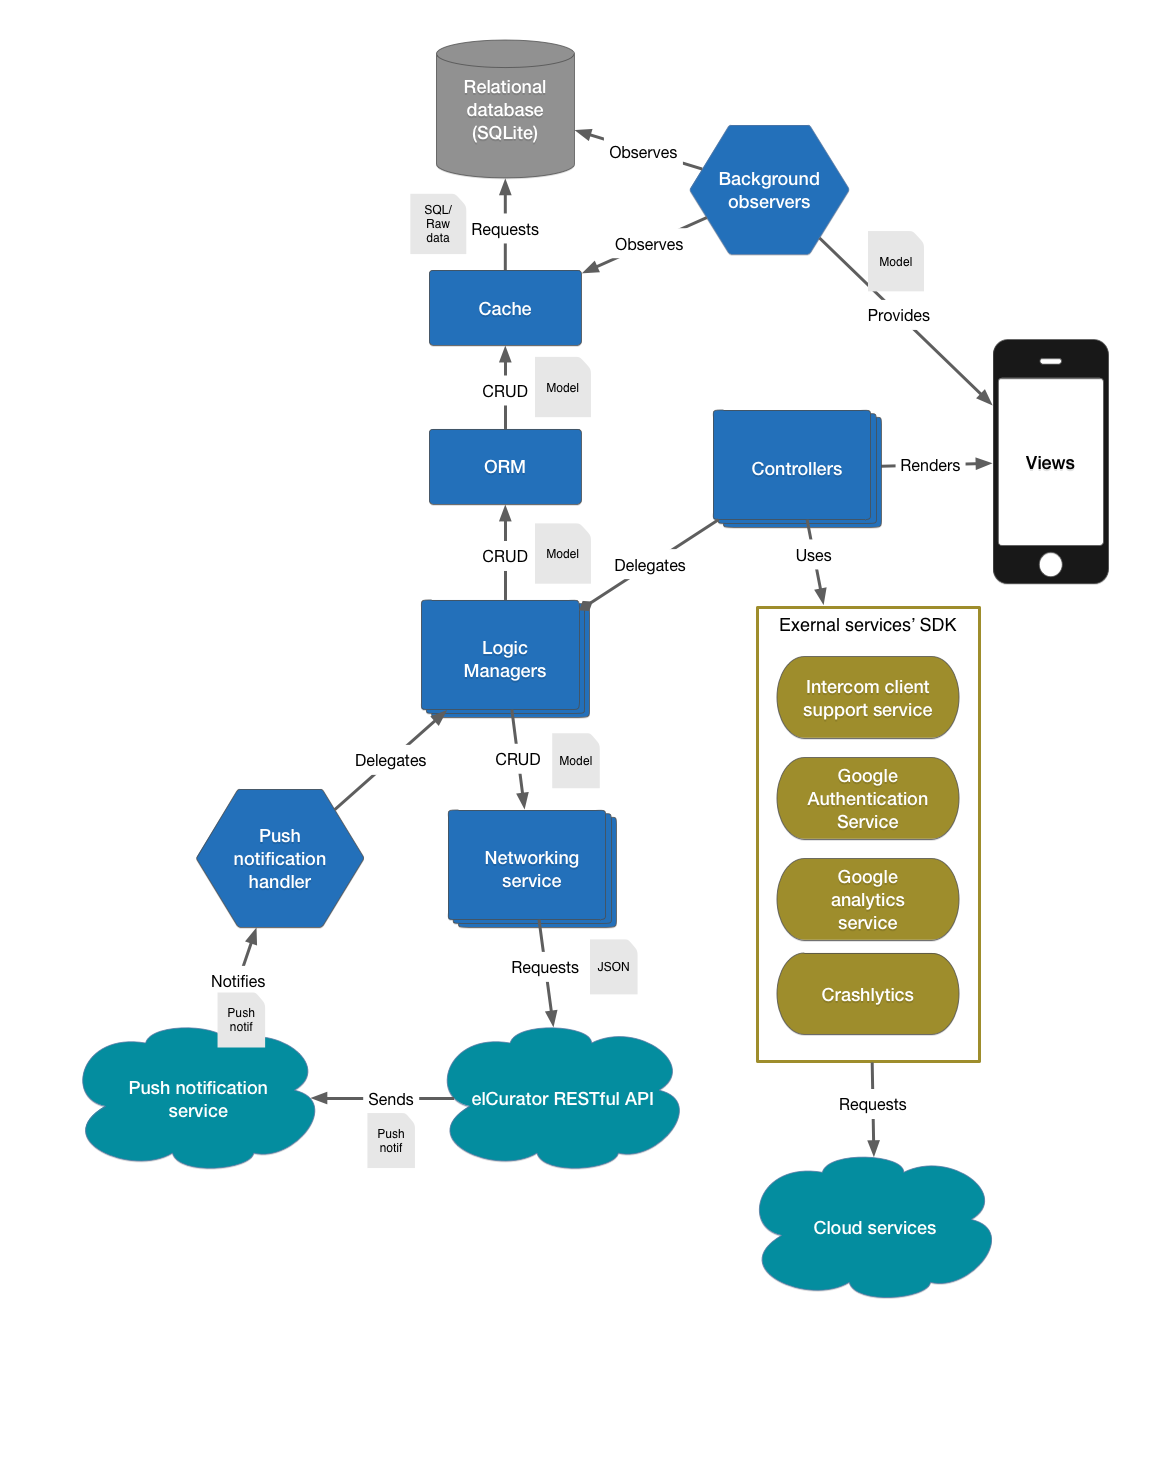 Relational
database
(SQLite)
Observes
Background
observers
SQL/
Raw
data
Requests
Observes
Model
Provides
Cache
CRUD
Model
ORM
Controllers
Renders
Views
CRUD
Model
Delegates
Uses
Exernal services’ SDK
Logic
Managers
Intercom client
support service
Delegates
CRUD
Model
Google
Authentication
Service
Push
notification
handler
Networking
service
Google
analytics
service
Requests
JSON
Notifies
Push
notif
Crashlytics
Push notification
service
Sends
Push
notif
elCurator RESTful API
Requests
Cloud services